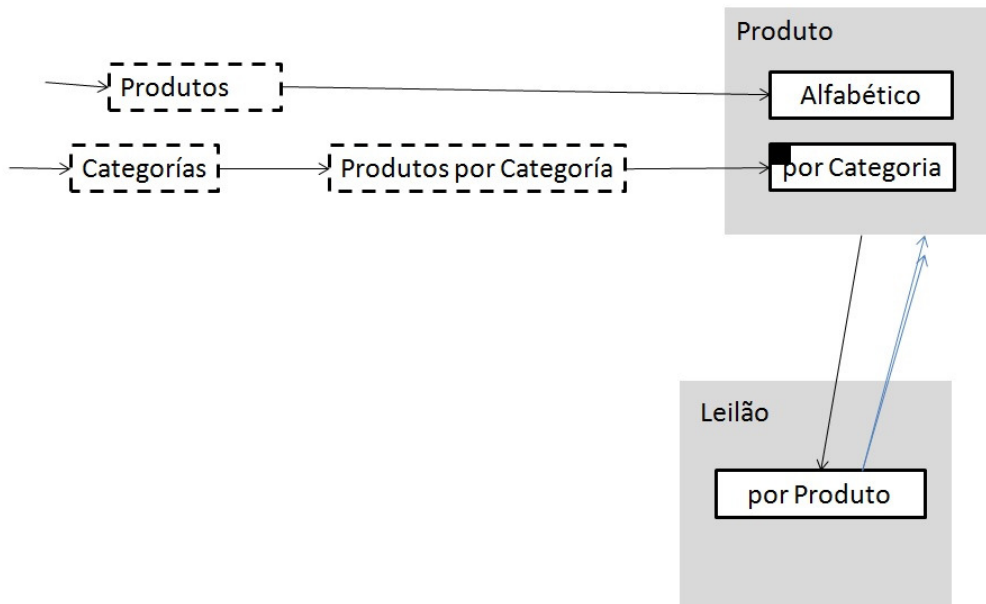 Produto
Produtos
Alfabético
Categorías
Produtos por Categoría
por Categoria
Leilão
por Produto